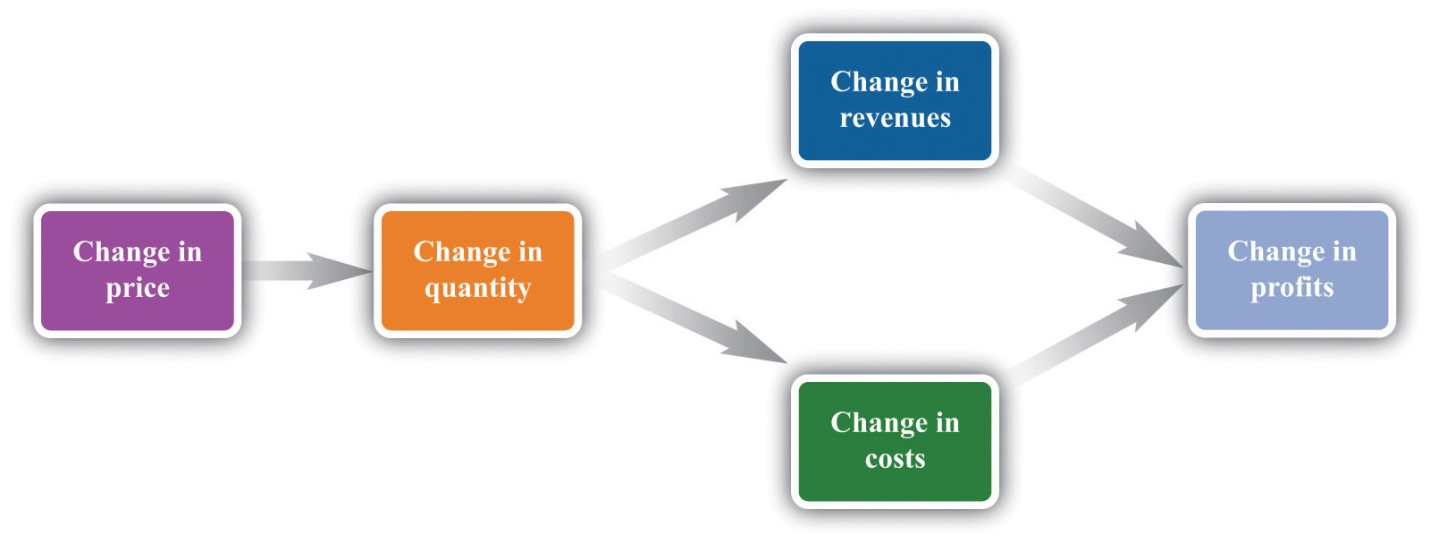 Change in
price
Change in
quantity
Change in
revenues
Change in
costs
Change in
profits